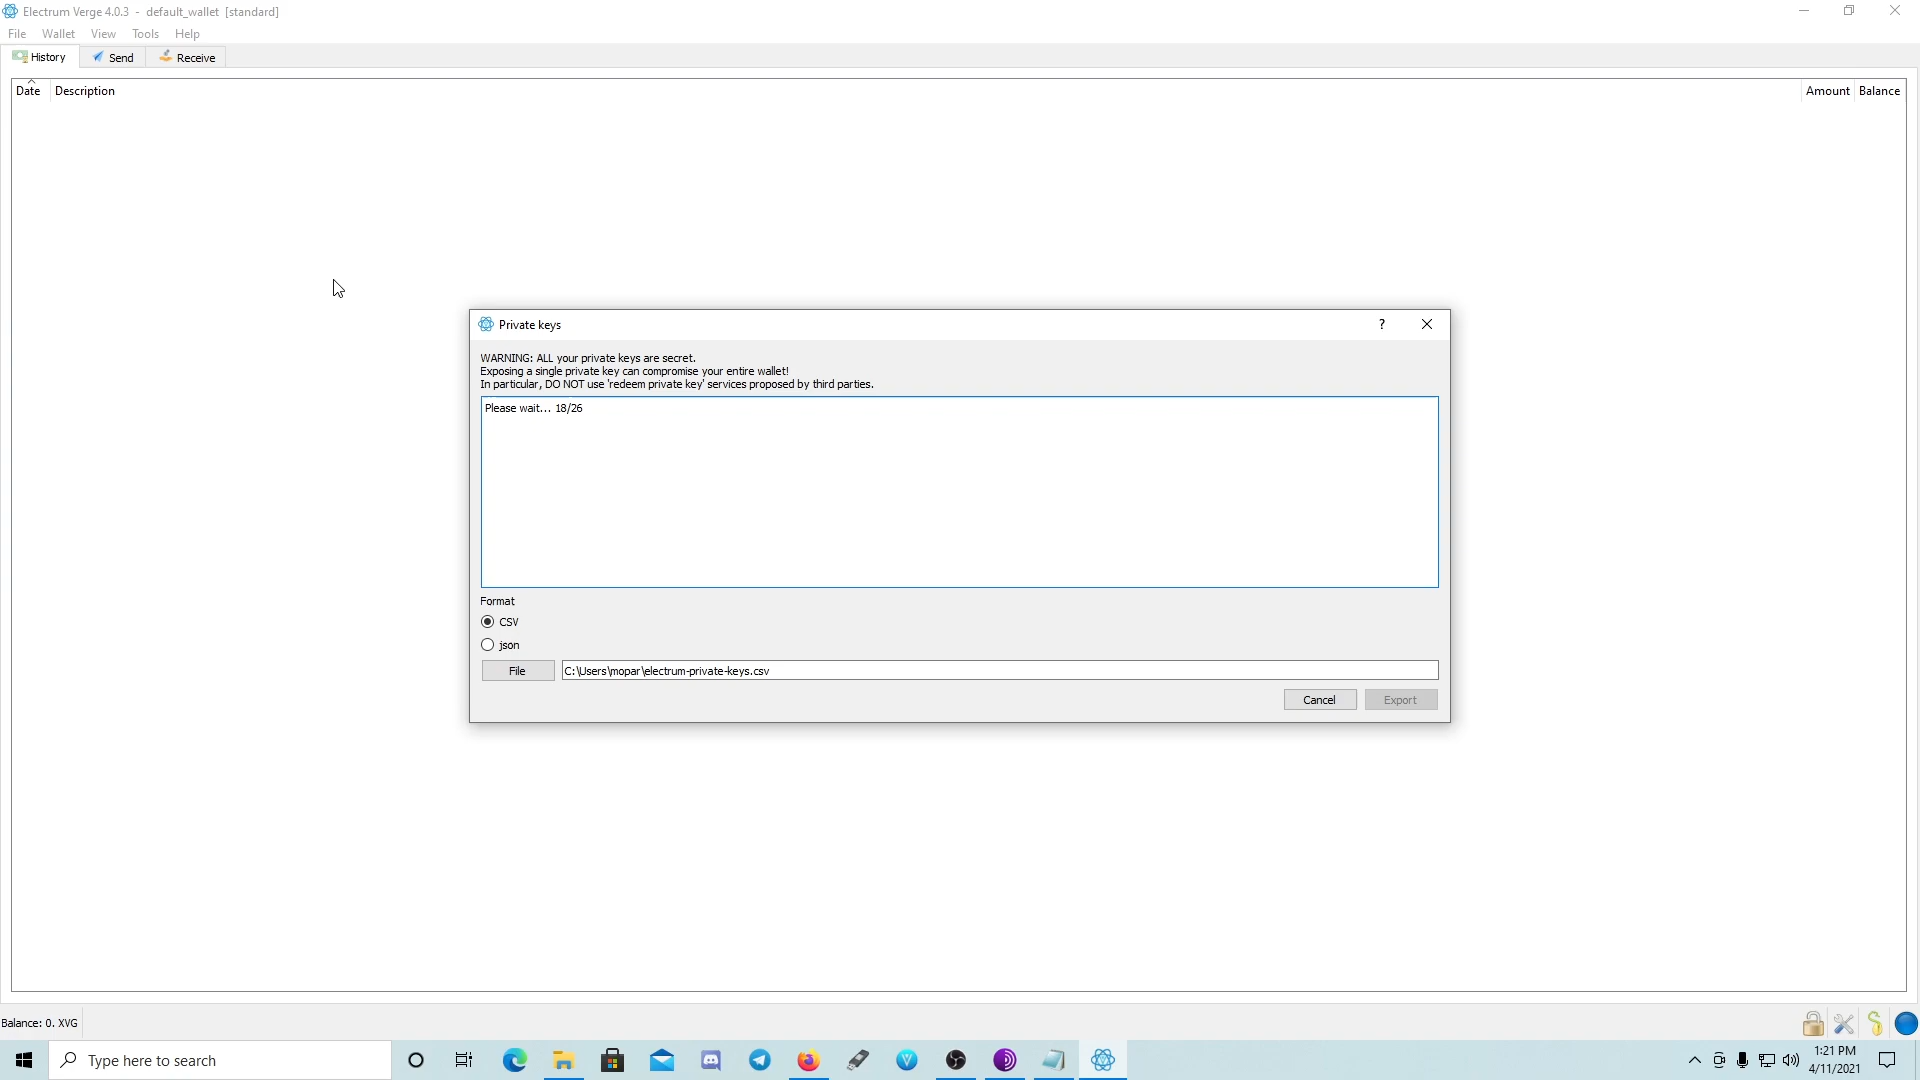 Electrum Verge 4.0.3 - default_wallet [standard]
File Wallet View Tools Help
History Send Receive
Date Description Amount Balance
Private keys ?
WARNING: ALL your private keys are secret.
Exposing a single private key can compromise your entire wallet!
In particular, DO NOT use 'redeem private key' services proposed by third parties.
Please wait... 18/26
Format
CSV
json
File C:\Users\mopar\electrum-private-keys.csv
Cancel Export
Balance: 0. XVG
Type here to search
1:21 PM
4/11/2021